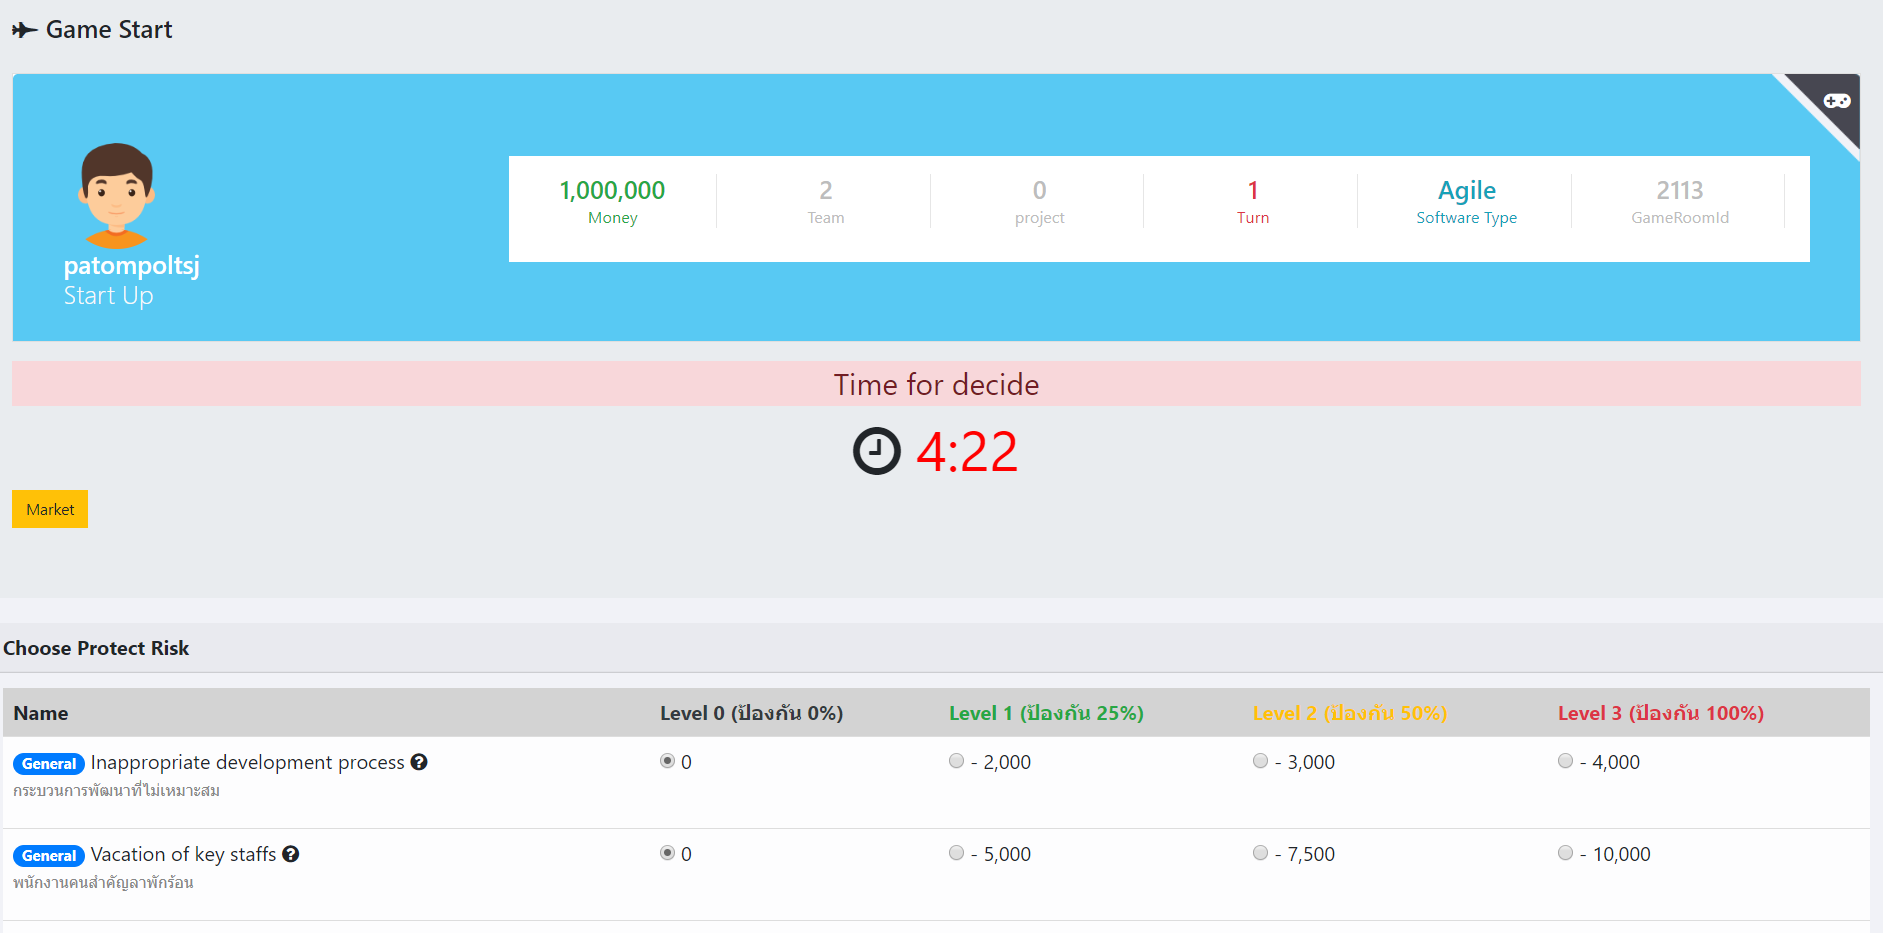 Game Start
1,000,000
Money
2
Team
0
project
1
Turn
Agile
Software Type
2113
GameRoomId
patompoltsj
Start Up
Time for decide
4:22
Market
Choose Protect Risk
Name Level 0 (ป้องกัน 0%) Level 1 (ป้องกัน 25%) Level 2 (ป้องกัน 50%) Level 3 (ป้องกัน 100%)
General Inappropriate development process ? 0 - 2,000 - 3,000 - 4,000
กระบวนการพัฒนาที่ไม่เหมาะสม
General Vacation of key staffs ? 0 - 5,000 - 7,500 - 10,000
พนักงานคนสำคัญลาพักร้อน